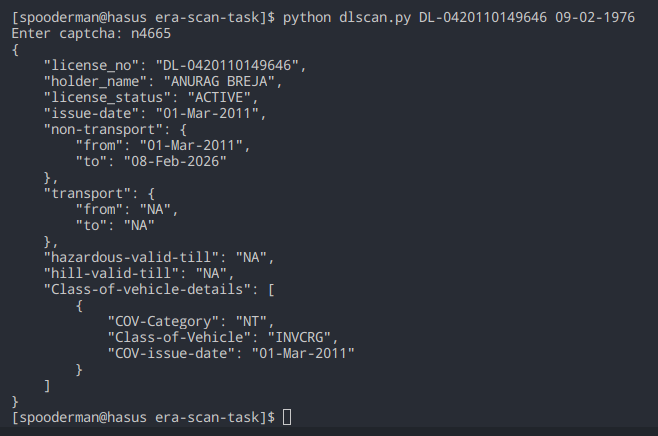 [spooderman@hasus era-scan-task]$ python dlscan.py DL-0420110149646 09-02-1976
Enter captcha: n4665
{
    "license_no": "DL-0420110149646",
    "holder_name": "ANURAG BREJA",
    "license_status": "ACTIVE",
    "issue-date": "01-Mar-2011",
    "non-transport": {
        "from": "01-Mar-2011",
        "to": "08-Feb-2026"
    },
    "transport": {
        "from": "NA",
        "to": "NA"
    },
    "hazardous-valid-till": "NA",
    "hill-valid-till": "NA",
    "Class-of-vehicle-details": [
        {
            "COV-Category": "NT",
            "Class-of-Vehicle": "INVCRG",
            "COV-issue-date": "01-Mar-2011"
        }
    ]
}
[spooderman@hasus era-scan-task]$